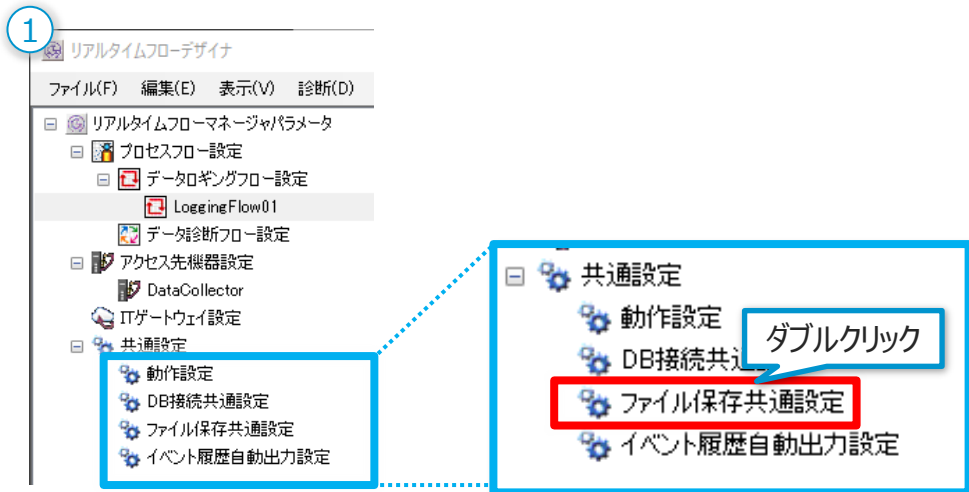 1
リアルタイムフローデザイナ
ファイル(F) 編集(E) 表示(V) 診断(D)
リアルタイムフローマネージャパラメータ
プロセスフロー設定
データロギングフロー設定
LoggingFlow01
データ診断フロー設定
アクセス先機器設定
DataCollector
ITゲートウェイ設定
共通設定
動作設定
DB接続共通設定
ファイル保存共通設定
イベント履歴自動出力設定
共通設定
動作設定
ダブルクリック
DB接続共通
ファイル保存共通設定
イベント履歴自動出力設定